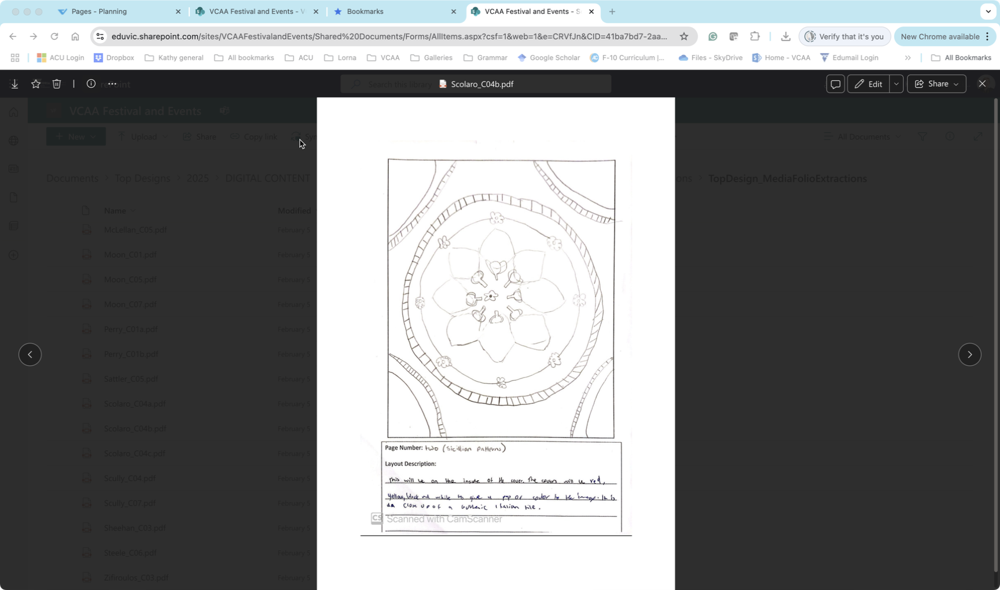 Pages - Planning
VCAA Festival and Events - V
Bookmarks
VCAA Festival and Events - S
eduvic.sharepoint.com/sites/VCAAFestivalandEvents/Shared%20Documents/Forms/AllItems.aspx?csf=1&web=1&e=CRVfJn&CID=41ba7bd7-2aa...
Verify that it's you
New Chrome available
ACU Login
Dropbox
Kathy general
All bookmarks
ACU
Lorna
VCAA
Galleries
Grammar
Google Scholar
F-10 Curriculum |...
Files - SkyDrive
Home - VCAA
Edumail Login
All Bookmarks
Search this library
Scolaro_C04b.pdf
Edit
Share
VCAA Festival and Events
New
Upload
Share
Copy link
Syn
All Documents
Documents > Top Designs > 2025 > DIGITAL CONTENT
ons > TopDesign_MediaFolioExtractions
Name
Modified
McLellan_C05.pdf February 5
Moon_C01.pdf February 5
Moon_C05.pdf February 5
Moon_C07.pdf February 5
Perry_C01a.pdf February 5
Perry_C01b.pdf February 5
Sattler_C05.pdf February 5
Scolaro_C04a.pdf February 5
Scolaro_C04b.pdf February 5
Scolaro_C04c.pdf February 5
Scully_C04.pdf February 5
Scully_C07.pdf February 5
Sheehan_C03.pdf February 5
Steele_C06.pdf February 5
Zifiroulos_C03.pdf February 5
Page Number: two (Sicillian Patterns)
Layout Description:
This will be on the inside of the cover. The colours will be red,
yellow, black and white to give a pop of color to the image. It is
a close up of a authenic Italian tile.
CS Scanned with CamScanner